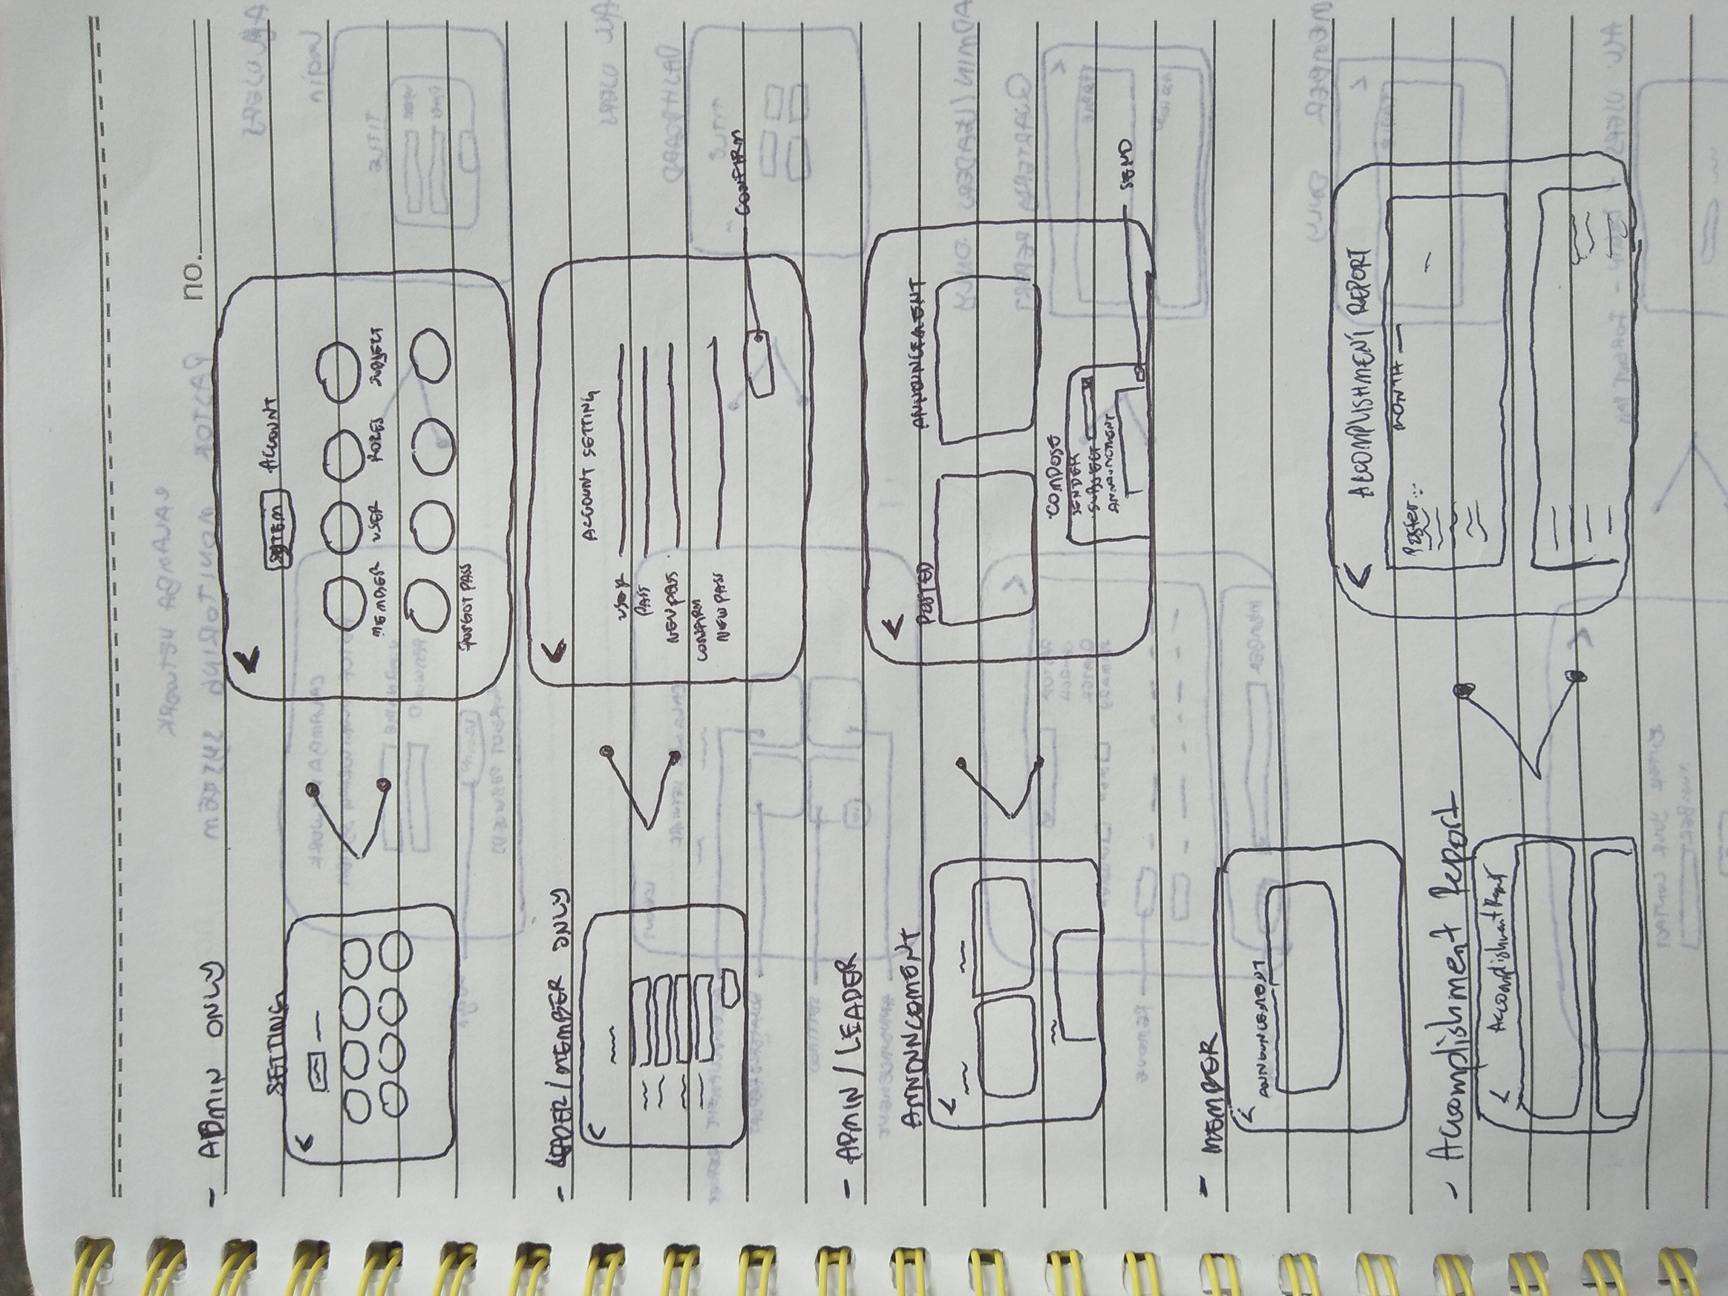 no.
- ADMIN ONLY
SETTING
<
<
SYTEM ACCOUNT
MEMBER USER ROLES SUBJECT
FORGOT PASS
- LEADER/MEMBER ONLY
<
<
ACCOUNT SETTING
USER
PASS
NEW PASS
CONFIRM
NEW PASS
CONFIRM
- ADMIN / LEADER
ANNOUNCEMENT
<
<
POSTED ANNOUNCEMENT
COMPOSE
SENDER
SUBJECT
ANNOUNCEMENT
SEND
- MEMBER
<
ANNOUNCEMENT
- Accomplishment Report
< Accomplishment Report
< ACCOMPLISHMENT REPORT
MONTH